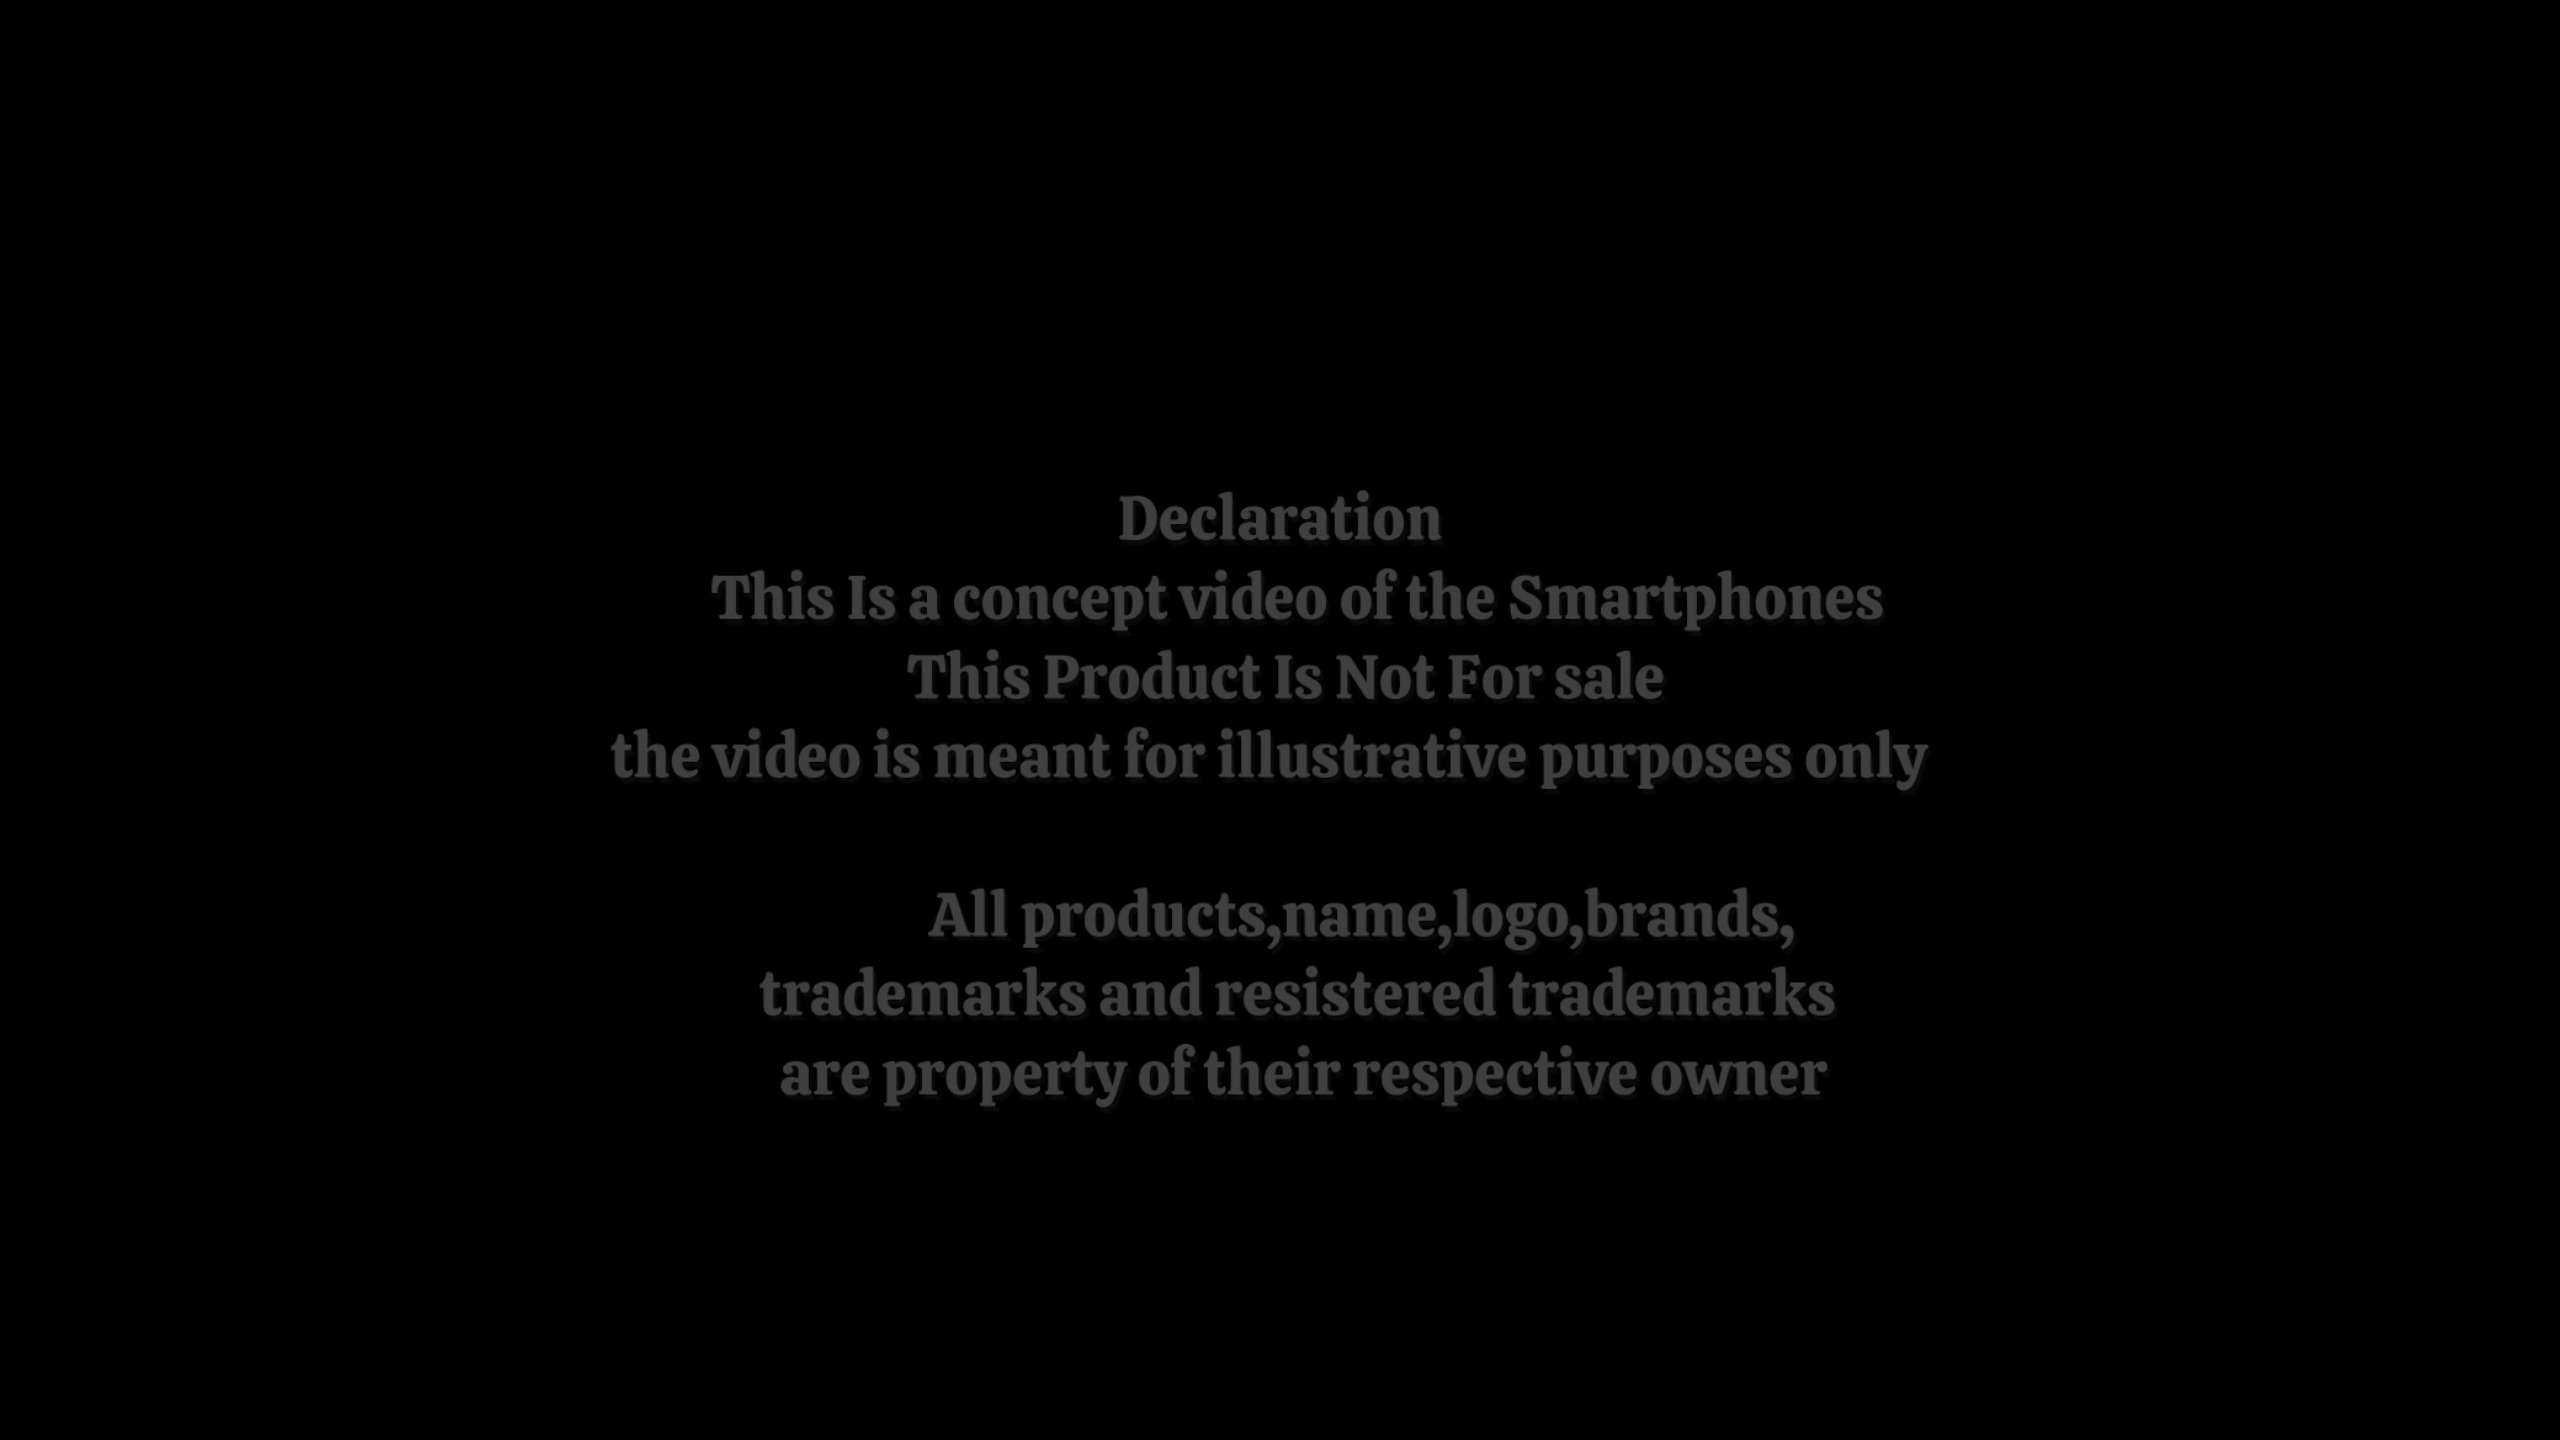 Declaration
This Is a concept video of the Smartphones
This Product Is Not For sale
the video is meant for illustrative purposes only
All products,name,logo,brands,
trademarks and resistered trademarks
are property of their respective owner